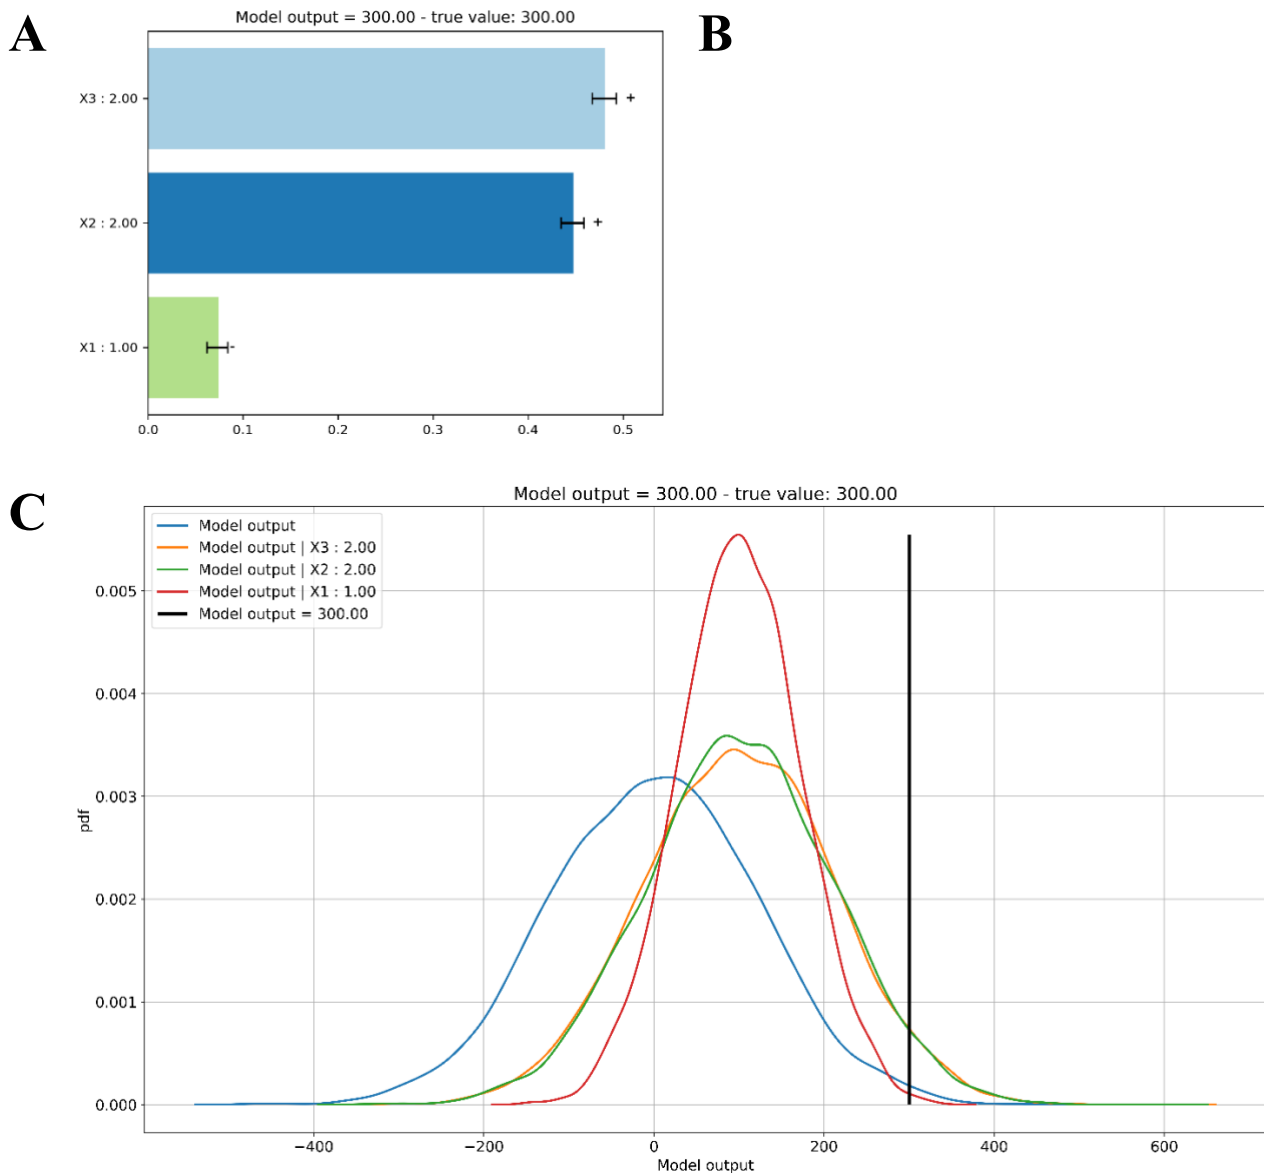 A
B
Model output = 300.00 - true value: 300.00
X3 : 2.00
+
X2 : 2.00
+
X1 : 1.00
-
0.0 0.1 0.2 0.3 0.4 0.5
C
Model output = 300.00 - true value: 300.00
Model output
Model output | X3 : 2.00
Model output | X2 : 2.00
Model output | X1 : 1.00
Model output = 300.00
0.005
0.004
0.003
0.002
0.001
0.000
pdf
−400 −200 0 200 400 600
Model output